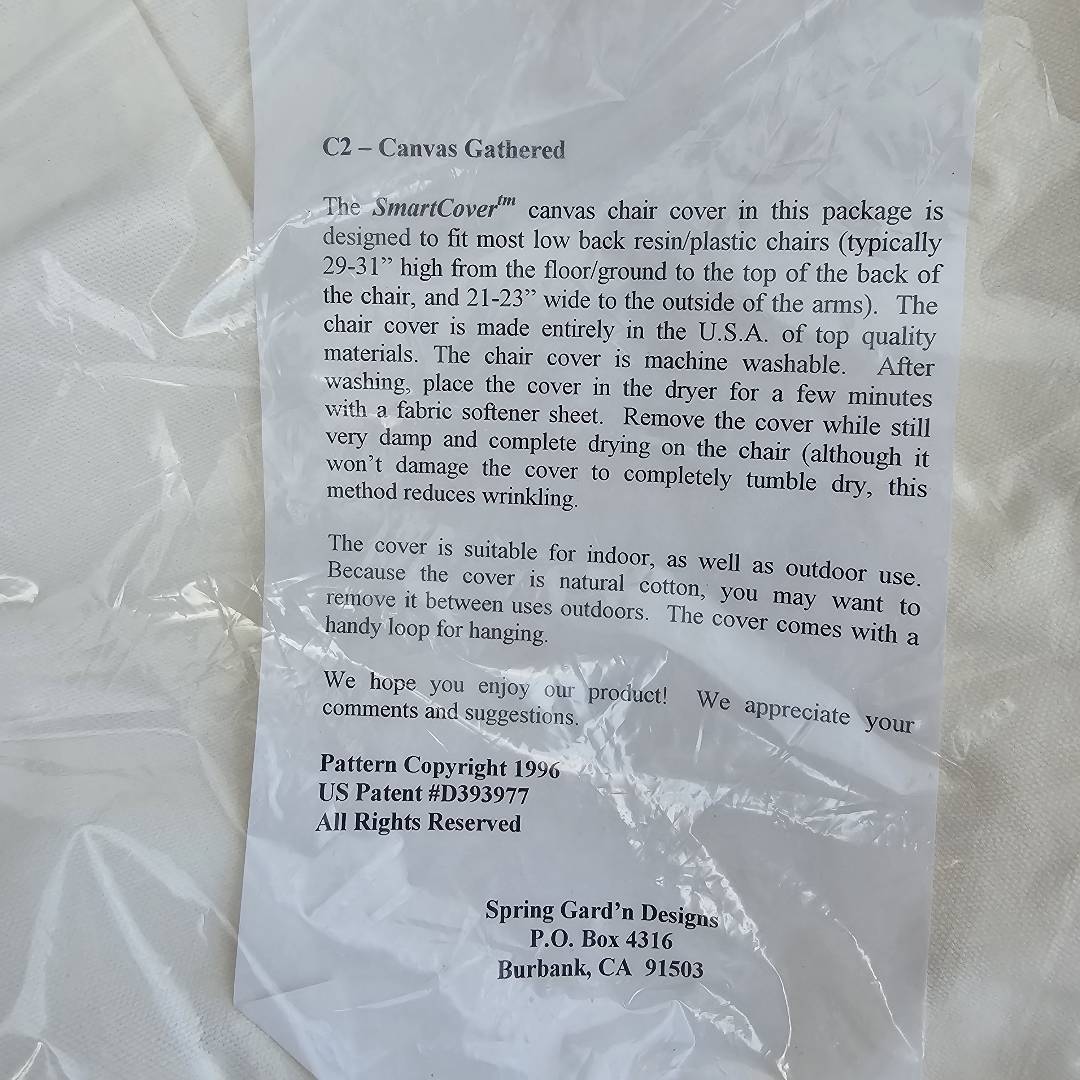 C2 – Canvas Gathered
The SmartCover™ canvas chair cover in this package is
designed to fit most low back resin/plastic chairs (typically
29-31” high from the floor/ground to the top of the back of
the chair, and 21-23” wide to the outside of the arms). The
chair cover is made entirely in the U.S.A. of top quality
materials. The chair cover is machine washable. After
washing, place the cover in the dryer for a few minutes
with a fabric softener sheet. Remove the cover while still
very damp and complete drying on the chair (although it
won’t damage the cover to completely tumble dry, this
method reduces wrinkling.
The cover is suitable for indoor, as well as outdoor use.
Because the cover is natural cotton, you may want to
remove it between uses outdoors. The cover comes with a
handy loop for hanging.
We hope you enjoy our product! We appreciate your
comments and suggestions.
Pattern Copyright 1996
US Patent #D393977
All Rights Reserved
Spring Gard’n Designs
P.O. Box 4316
Burbank, CA 91503